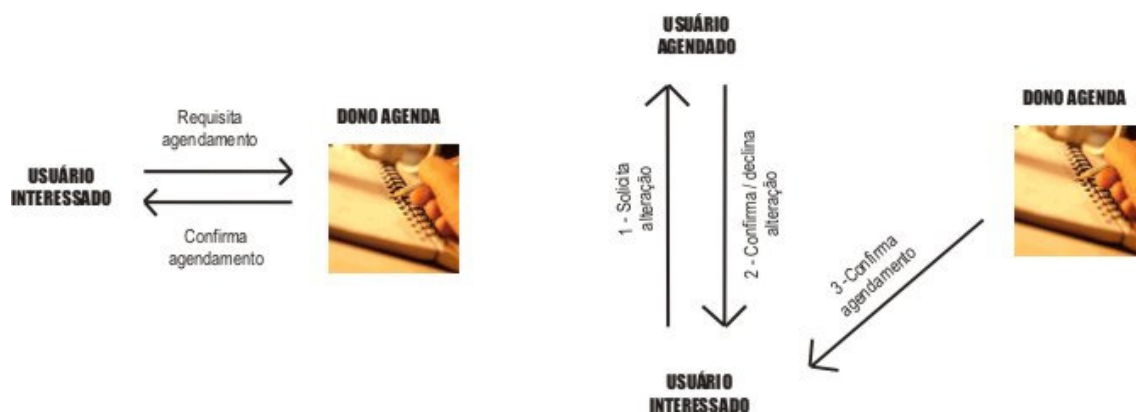 Requisita
agendamento
DONO AGENDA
USUÁRIO
INTERESSADO
Confirma
agendamento
USUÁRIO
AGENDADO
1 - Solicita
alteração
2 - Confirma / declina
alteração
DONO AGENDA
3 -Confirma
agendamento
USUÁRIO
INTERESSADO